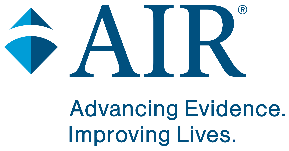 AIR®
Advancing Evidence.
Improving Lives.